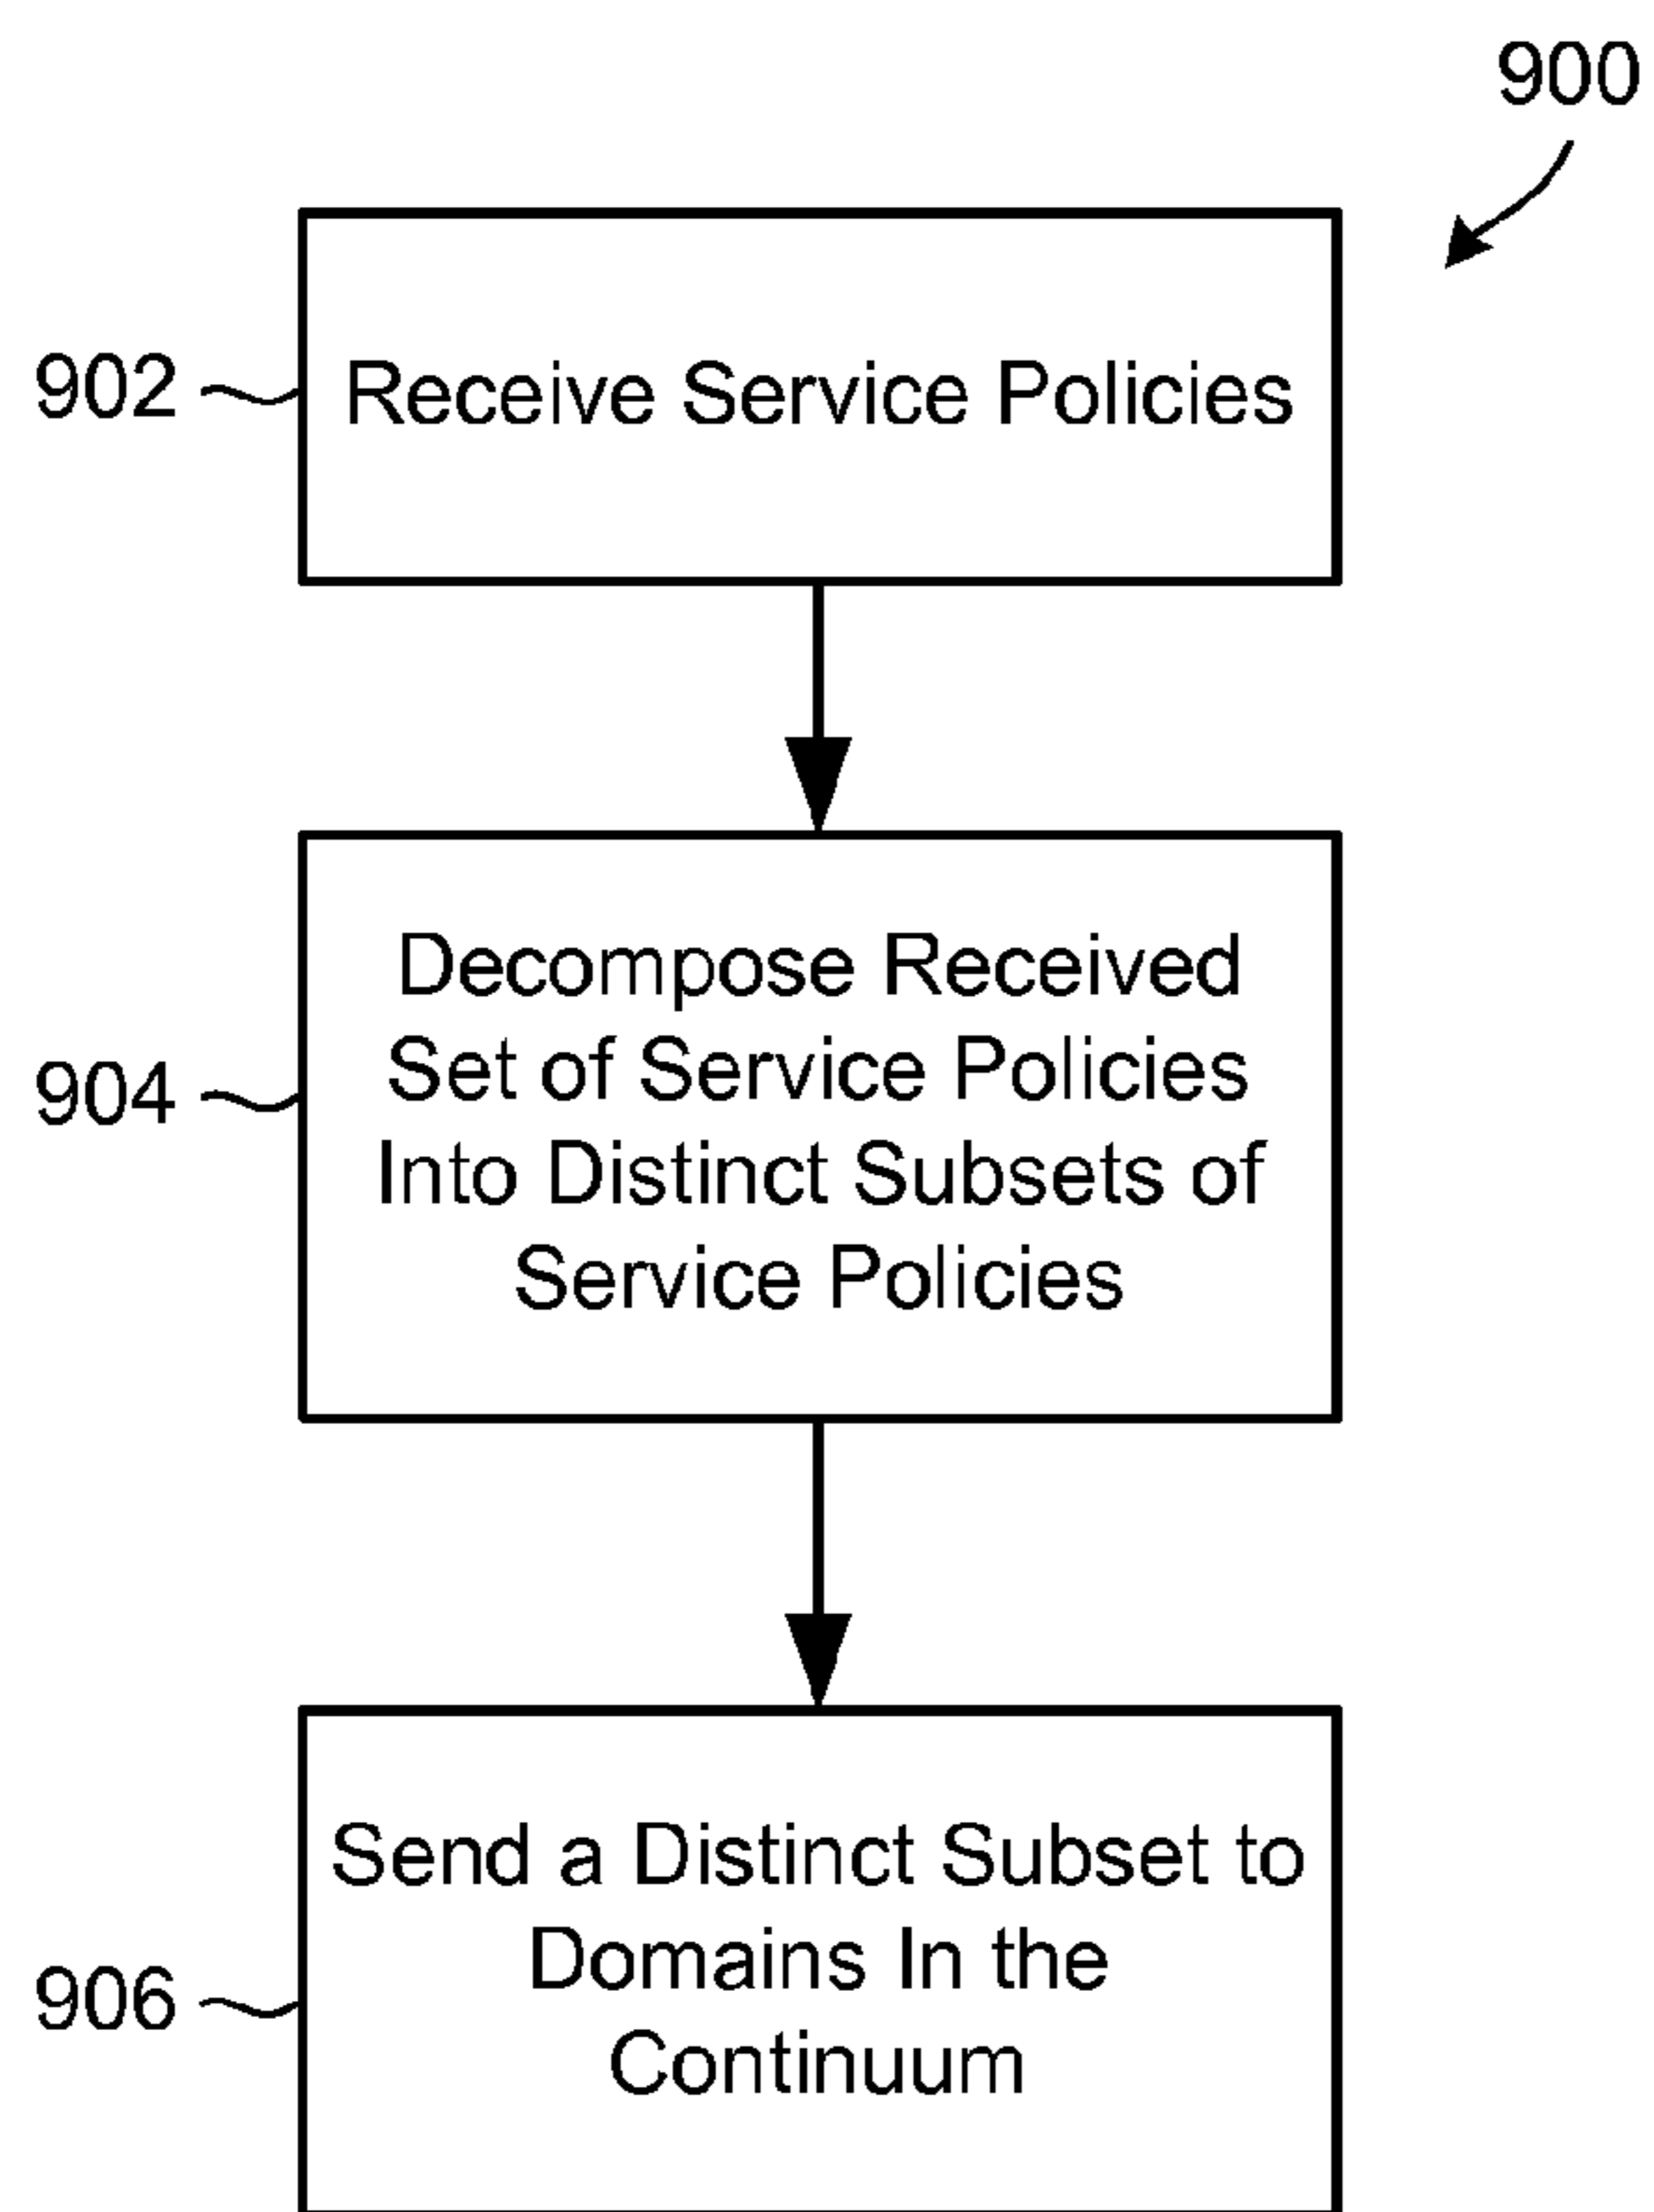 900
902
Receive Service Policies
904
Decompose Received
Set of Service Policies
Into Distinct Subsets of
Service Policies
906
Send a Distinct Subset to
Domains In the
Continuum